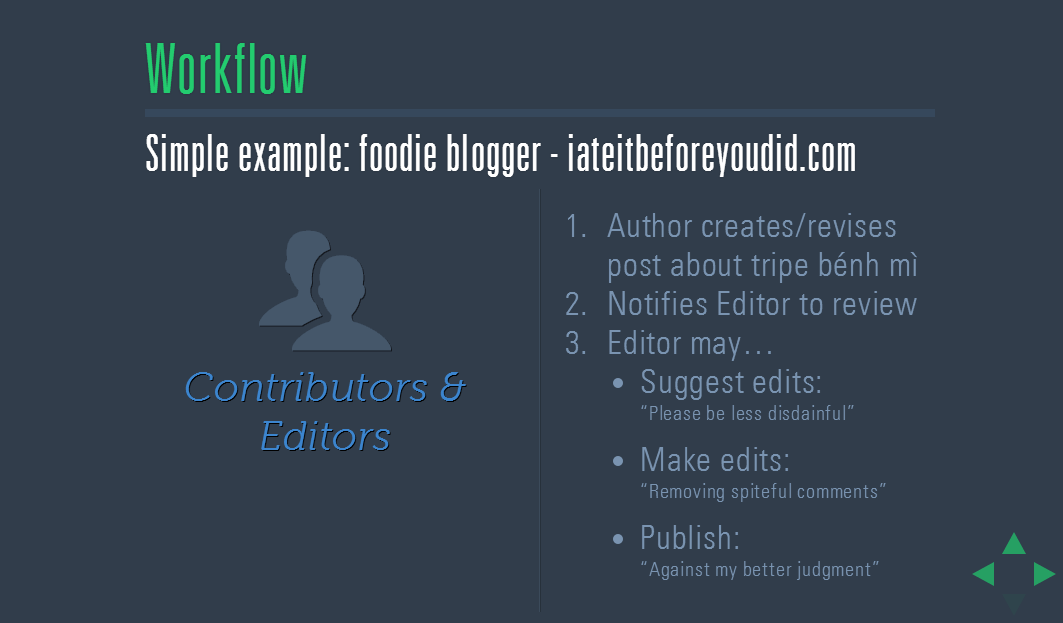 Workflow
Simple example: foodie blogger - iateitbeforeyoudid.com
Contributors &
Editors
1. Author creates/revises
post about tripe bénh mì
2. Notifies Editor to review
3. Editor may…
• Suggest edits:
“Please be less disdainful”
• Make edits:
“Removing spiteful comments”
• Publish:
“Against my better judgment”